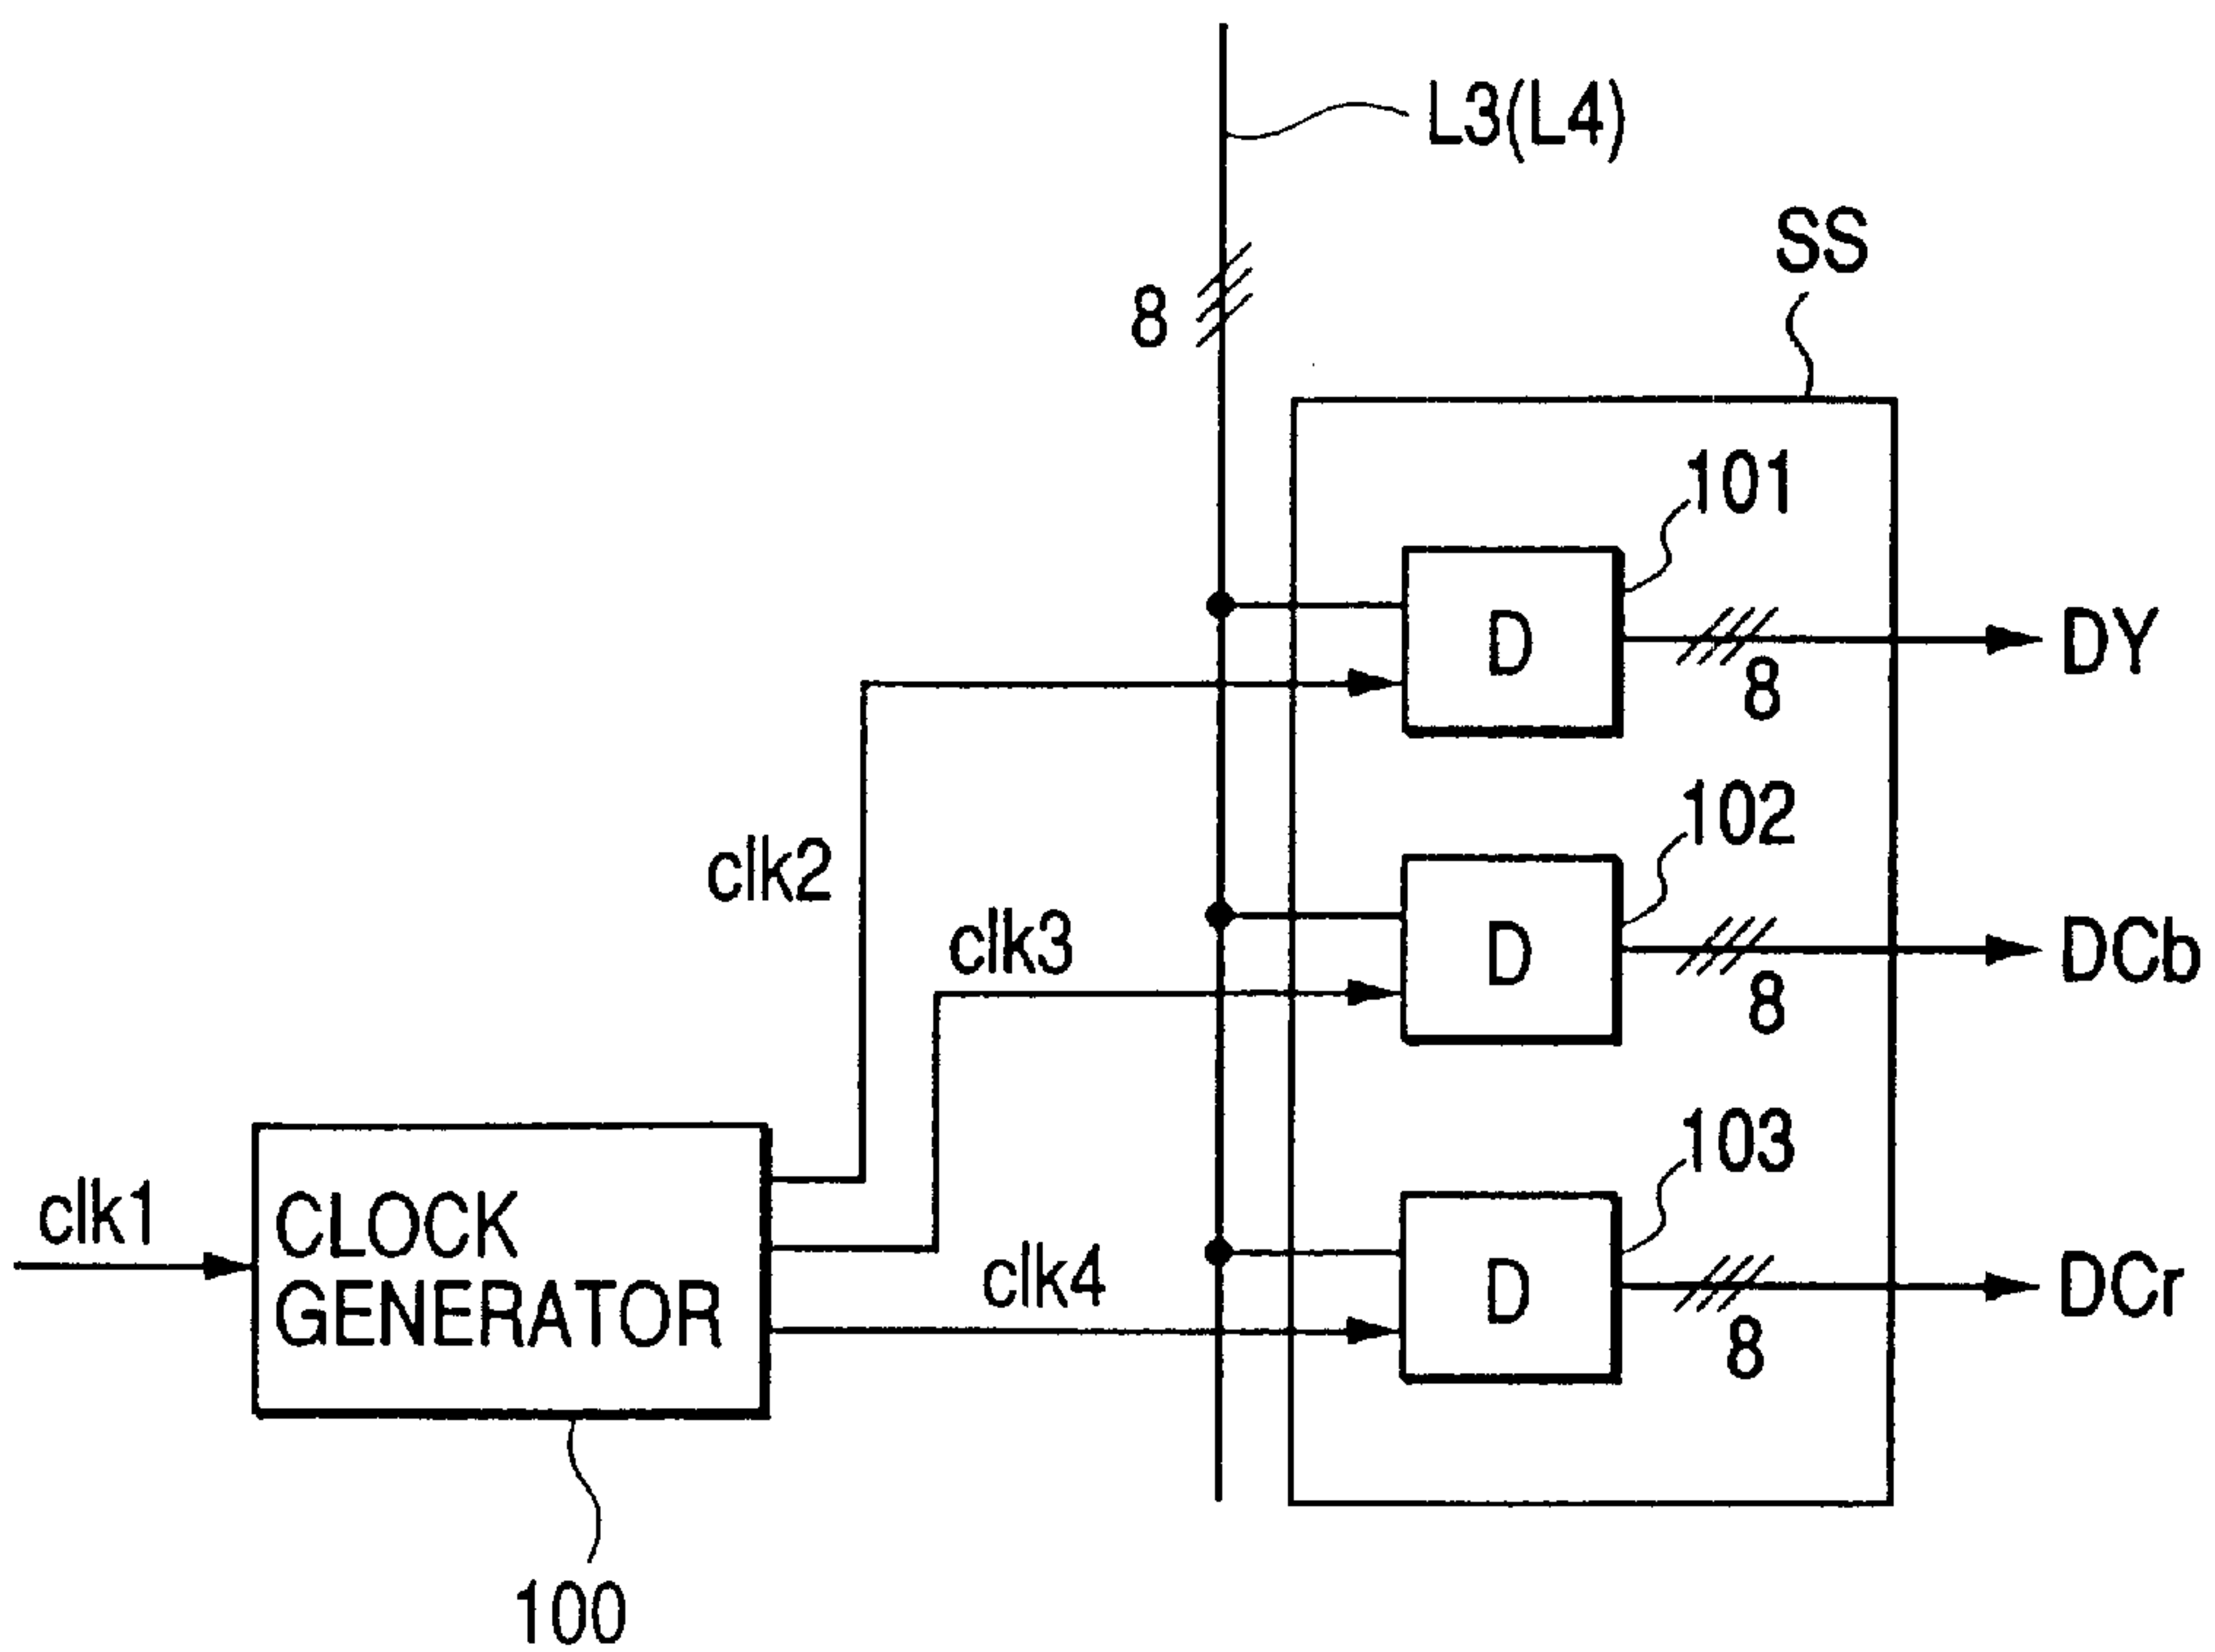 L3(L4)
SS
8
101
D
DY
8
102
clk2
D
DCb
clk3
8
103
clk1
CLOCK
GENERATOR
clk4
D
DCr
8
100